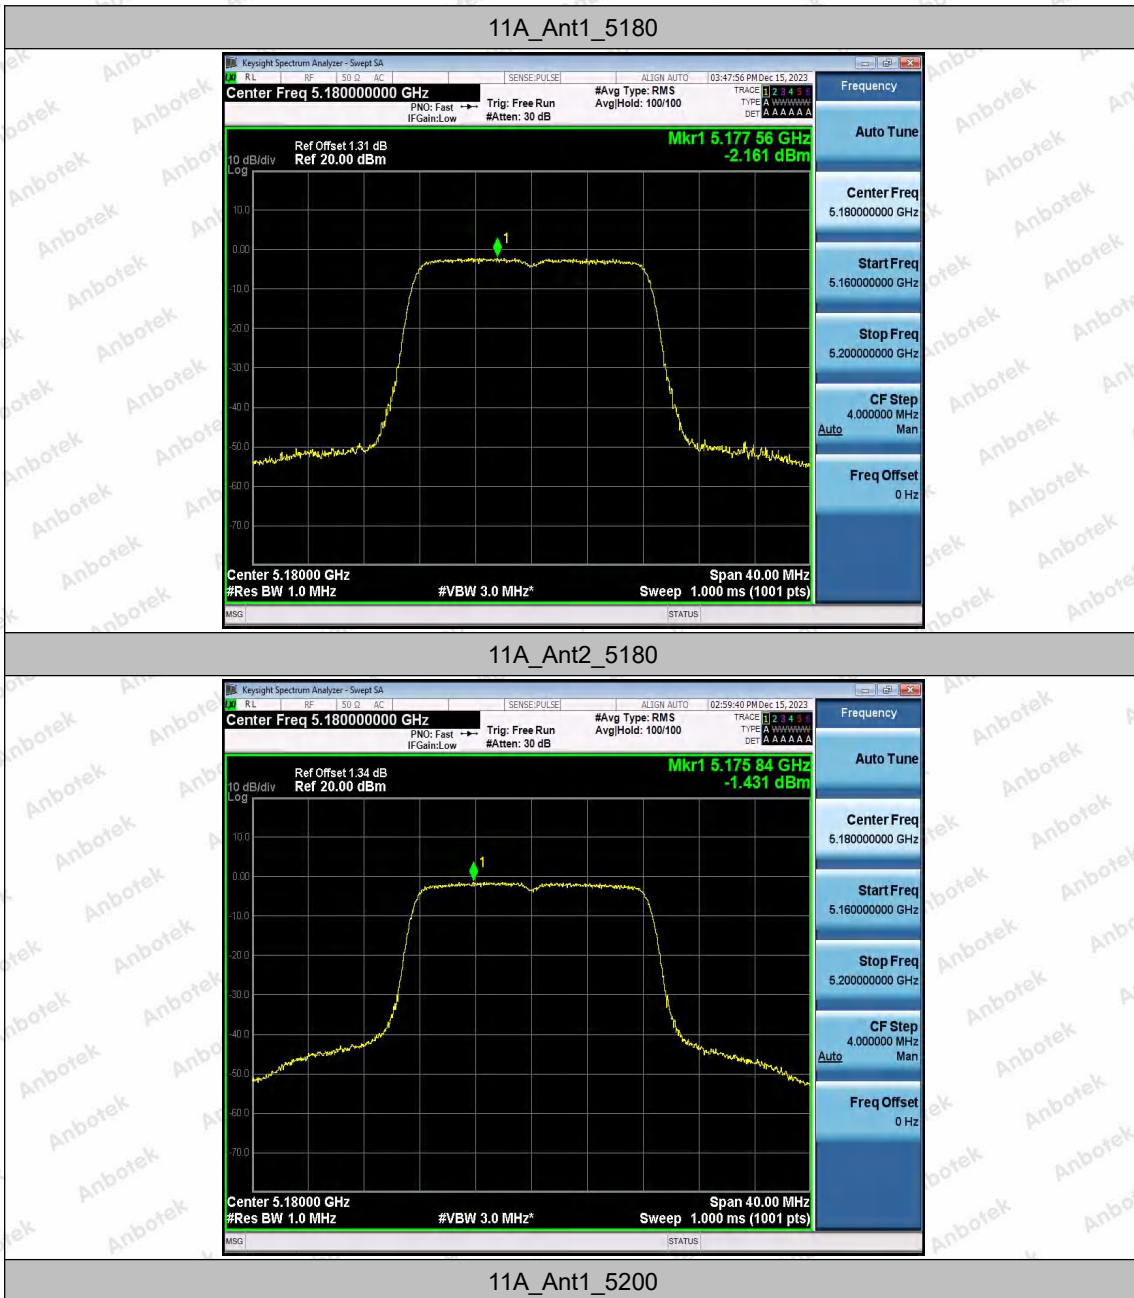 11A_Ant1_5180
Keysight Spectrum Analyzer - Swept SA
LXI RL RF 50 Ω AC SENSE:PULSE ALIGN AUTO 03:47:56 PM Dec 15, 2023
Center Freq 5.180000000 GHz
PNO: Fast
IFGain:Low
Trig: Free Run
#Atten: 30 dB
#Avg Type: RMS
Avg|Hold: 100/100
TRACE 1 2 3 4 5 6
TYPE A WWWWW
DET A A A A A A
Frequency
Mkr1 5.177 56 GHz
-2.161 dBm
Ref Offset 1.31 dB
10 dB/div Ref 20.00 dBm
Log
10.0
0.00
-10.0
-20.0
-30.0
-40.0
-50.0
-60.0
-70.0
1
Center 5.18000 GHz
Span 40.00 MHz
#Res BW 1.0 MHz
#VBW 3.0 MHz*
Sweep 1.000 ms (1001 pts)
MSG STATUS
Auto Tune
Center Freq
5.180000000 GHz
Start Freq
5.160000000 GHz
Stop Freq
5.200000000 GHz
CF Step
4.000000 MHz
Auto Man
Freq Offset
0 Hz
11A_Ant2_5180
Keysight Spectrum Analyzer - Swept SA
LXI RL RF 50 Ω AC SENSE:PULSE ALIGN AUTO 02:59:40 PM Dec 15, 2023
Center Freq 5.180000000 GHz
PNO: Fast
IFGain:Low
Trig: Free Run
#Atten: 30 dB
#Avg Type: RMS
Avg|Hold: 100/100
TRACE 1 2 3 4 5 6
TYPE A WWWWW
DET A A A A A A
Frequency
Mkr1 5.175 84 GHz
-1.431 dBm
Ref Offset 1.34 dB
10 dB/div Ref 20.00 dBm
Log
10.0
0.00
-10.0
-20.0
-30.0
-40.0
-50.0
-60.0
-70.0
1
Center 5.18000 GHz
Span 40.00 MHz
#Res BW 1.0 MHz
#VBW 3.0 MHz*
Sweep 1.000 ms (1001 pts)
MSG STATUS
Auto Tune
Center Freq
5.180000000 GHz
Start Freq
5.160000000 GHz
Stop Freq
5.200000000 GHz
CF Step
4.000000 MHz
Auto Man
Freq Offset
0 Hz
11A_Ant1_5200
Anbotek